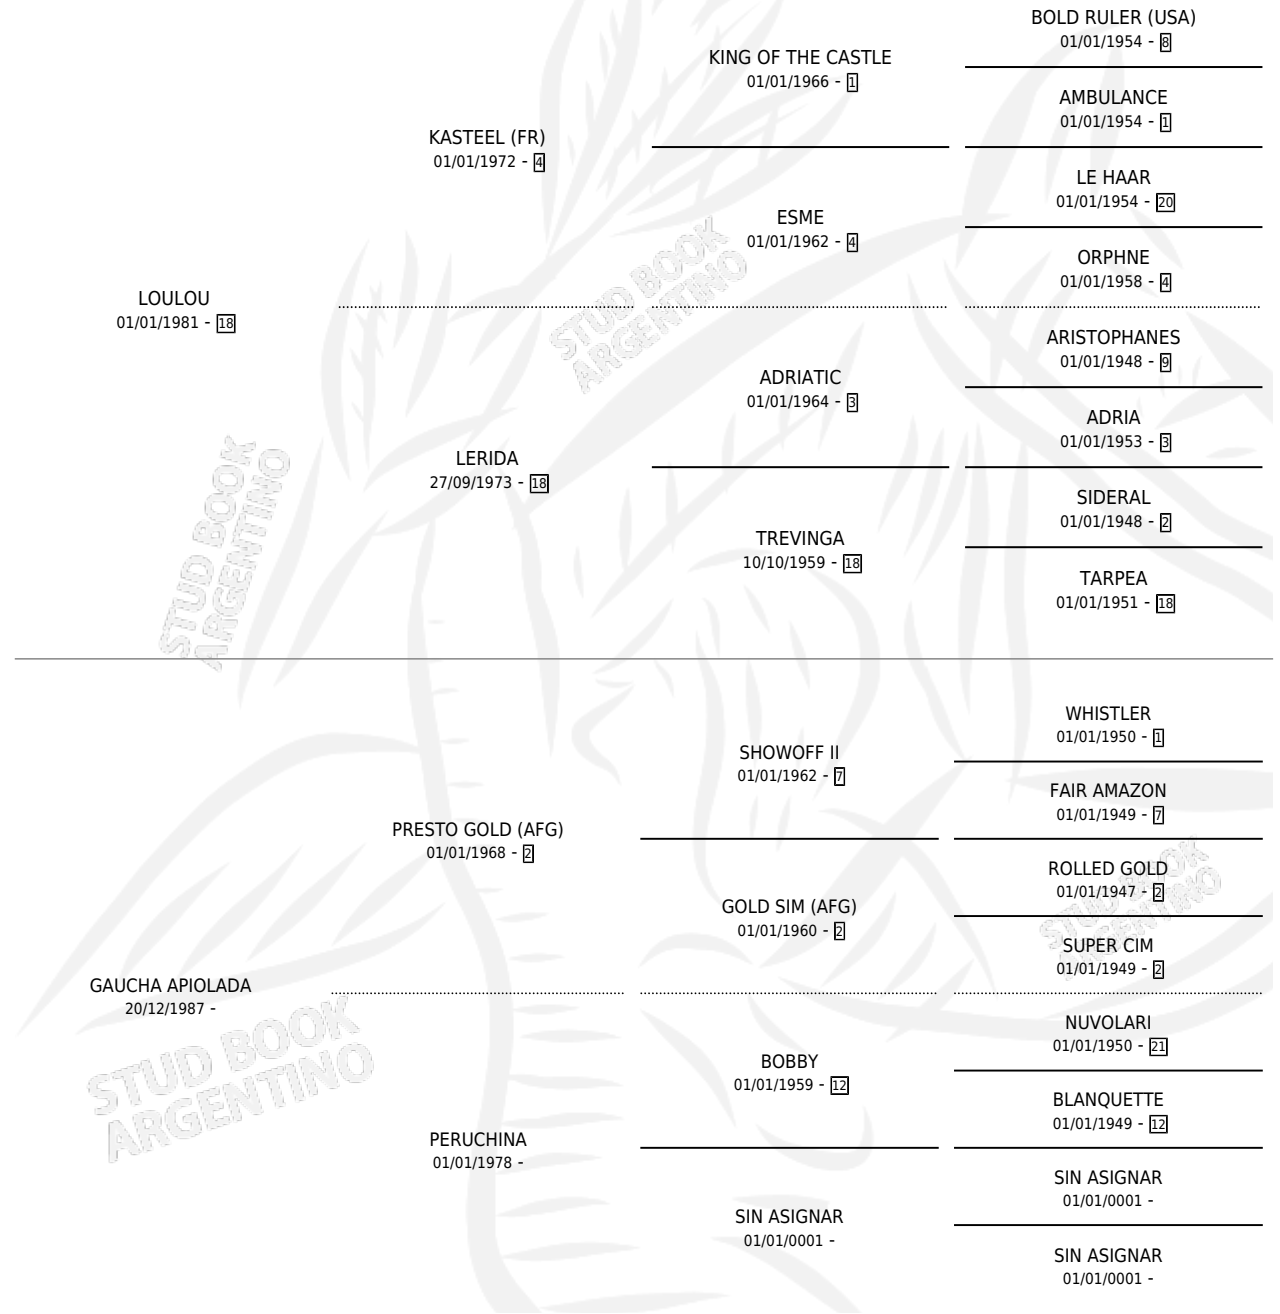 BOLD RULER (USA)
01/01/1954 - 8
KING OF THE CASTLE
01/01/1966 - 1
AMBULANCE
01/01/1954 - 1
KASTEEL (FR)
01/01/1972 - 4
LE HAAR
01/01/1954 - 20
ESME
01/01/1962 - 4
ORPHNE
01/01/1958 - 4
LOULOU
01/01/1981 - 18
ARISTOPHANES
01/01/1948 - 9
ADRIATIC
01/01/1964 - 3
ADRIA
01/01/1953 - 3
LERIDA
27/09/1973 - 18
SIDERAL
01/01/1948 - 2
TREVINGA
10/10/1959 - 18
TARPEA
01/01/1951 - 18
STUD BOOK
ARGENTINO
STUD BOOK
ARGENTINO
WHISTLER
01/01/1950 - 1
SHOWOFF II
01/01/1962 - 7
FAIR AMAZON
01/01/1949 - 7
PRESTO GOLD (AFG)
01/01/1968 - 2
ROLLED GOLD
01/01/1947 - 2
GOLD SIM (AFG)
01/01/1960 - 2
SUPER CIM
01/01/1949 - 2
STUD BOOK
ARGENTINO
GAUCHA APIOLADA
20/12/1987 -
NUVOLARI
01/01/1950 - 21
BOBBY
01/01/1959 - 12
BLANQUETTE
01/01/1949 - 12
STUD BOOK
ARGENTINO
PERUCHINA
01/01/1978 -
SIN ASIGNAR
01/01/0001 -
SIN ASIGNAR
01/01/0001 -
SIN ASIGNAR
01/01/0001 -